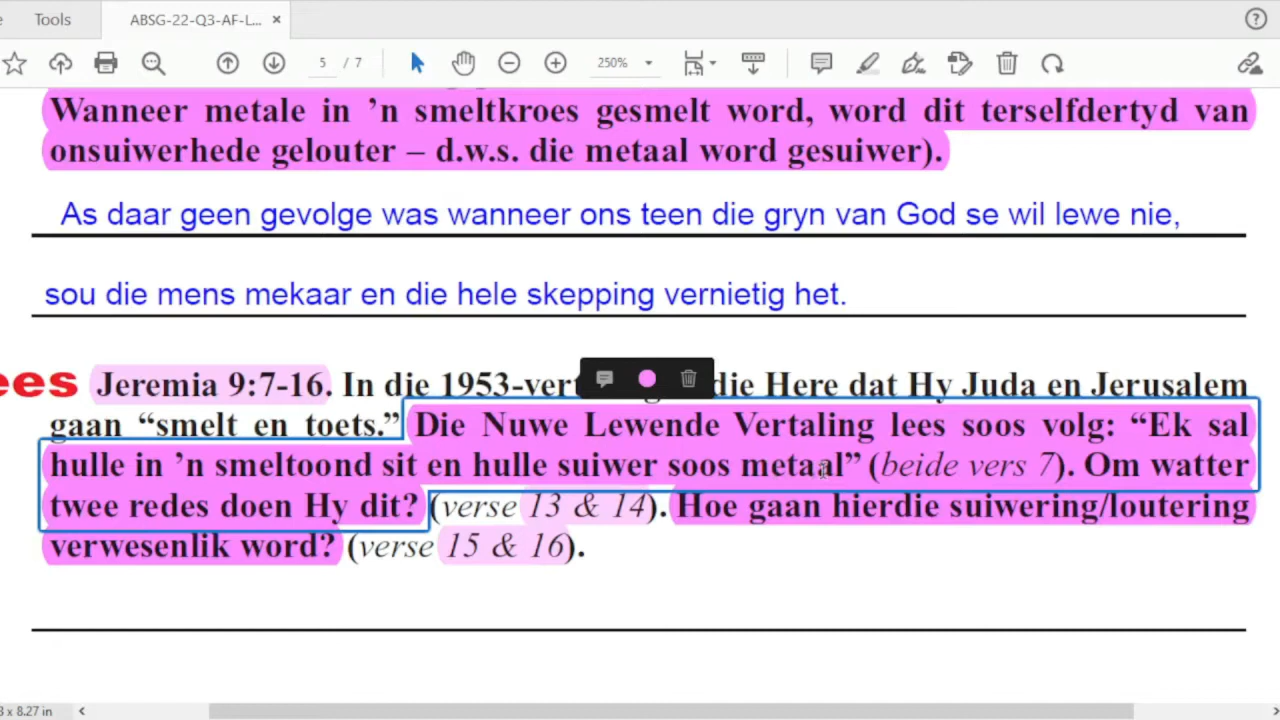 e Tools ABSG-22-Q3-AF-L... ×
5 / 7 250%
Wanneer metale in ’n smeltkroes gesmelt word, word dit terselfdertyd van
onsuiwerhede gelouter – d.w.s. die metaal word gesuiwer).
As daar geen gevolge was wanneer ons teen die gryn van God se wil lewe nie,
sou die mens mekaar en die hele skepping vernietig het.
ees Jeremia 9:7-16. In die 1953-vert die Here dat Hy Juda en Jerusalem
gaan “smelt en toets.” Die Nuwe Lewende Vertaling lees soos volg: “Ek sal
hulle in ’n smeltoond sit en hulle suiwer soos metaal” (beide vers 7). Om watter
twee redes doen Hy dit? (verse 13 & 14). Hoe gaan hierdie suiwering/loutering
verwesenlik word? (verse 15 & 16).
3 x 8.27 in